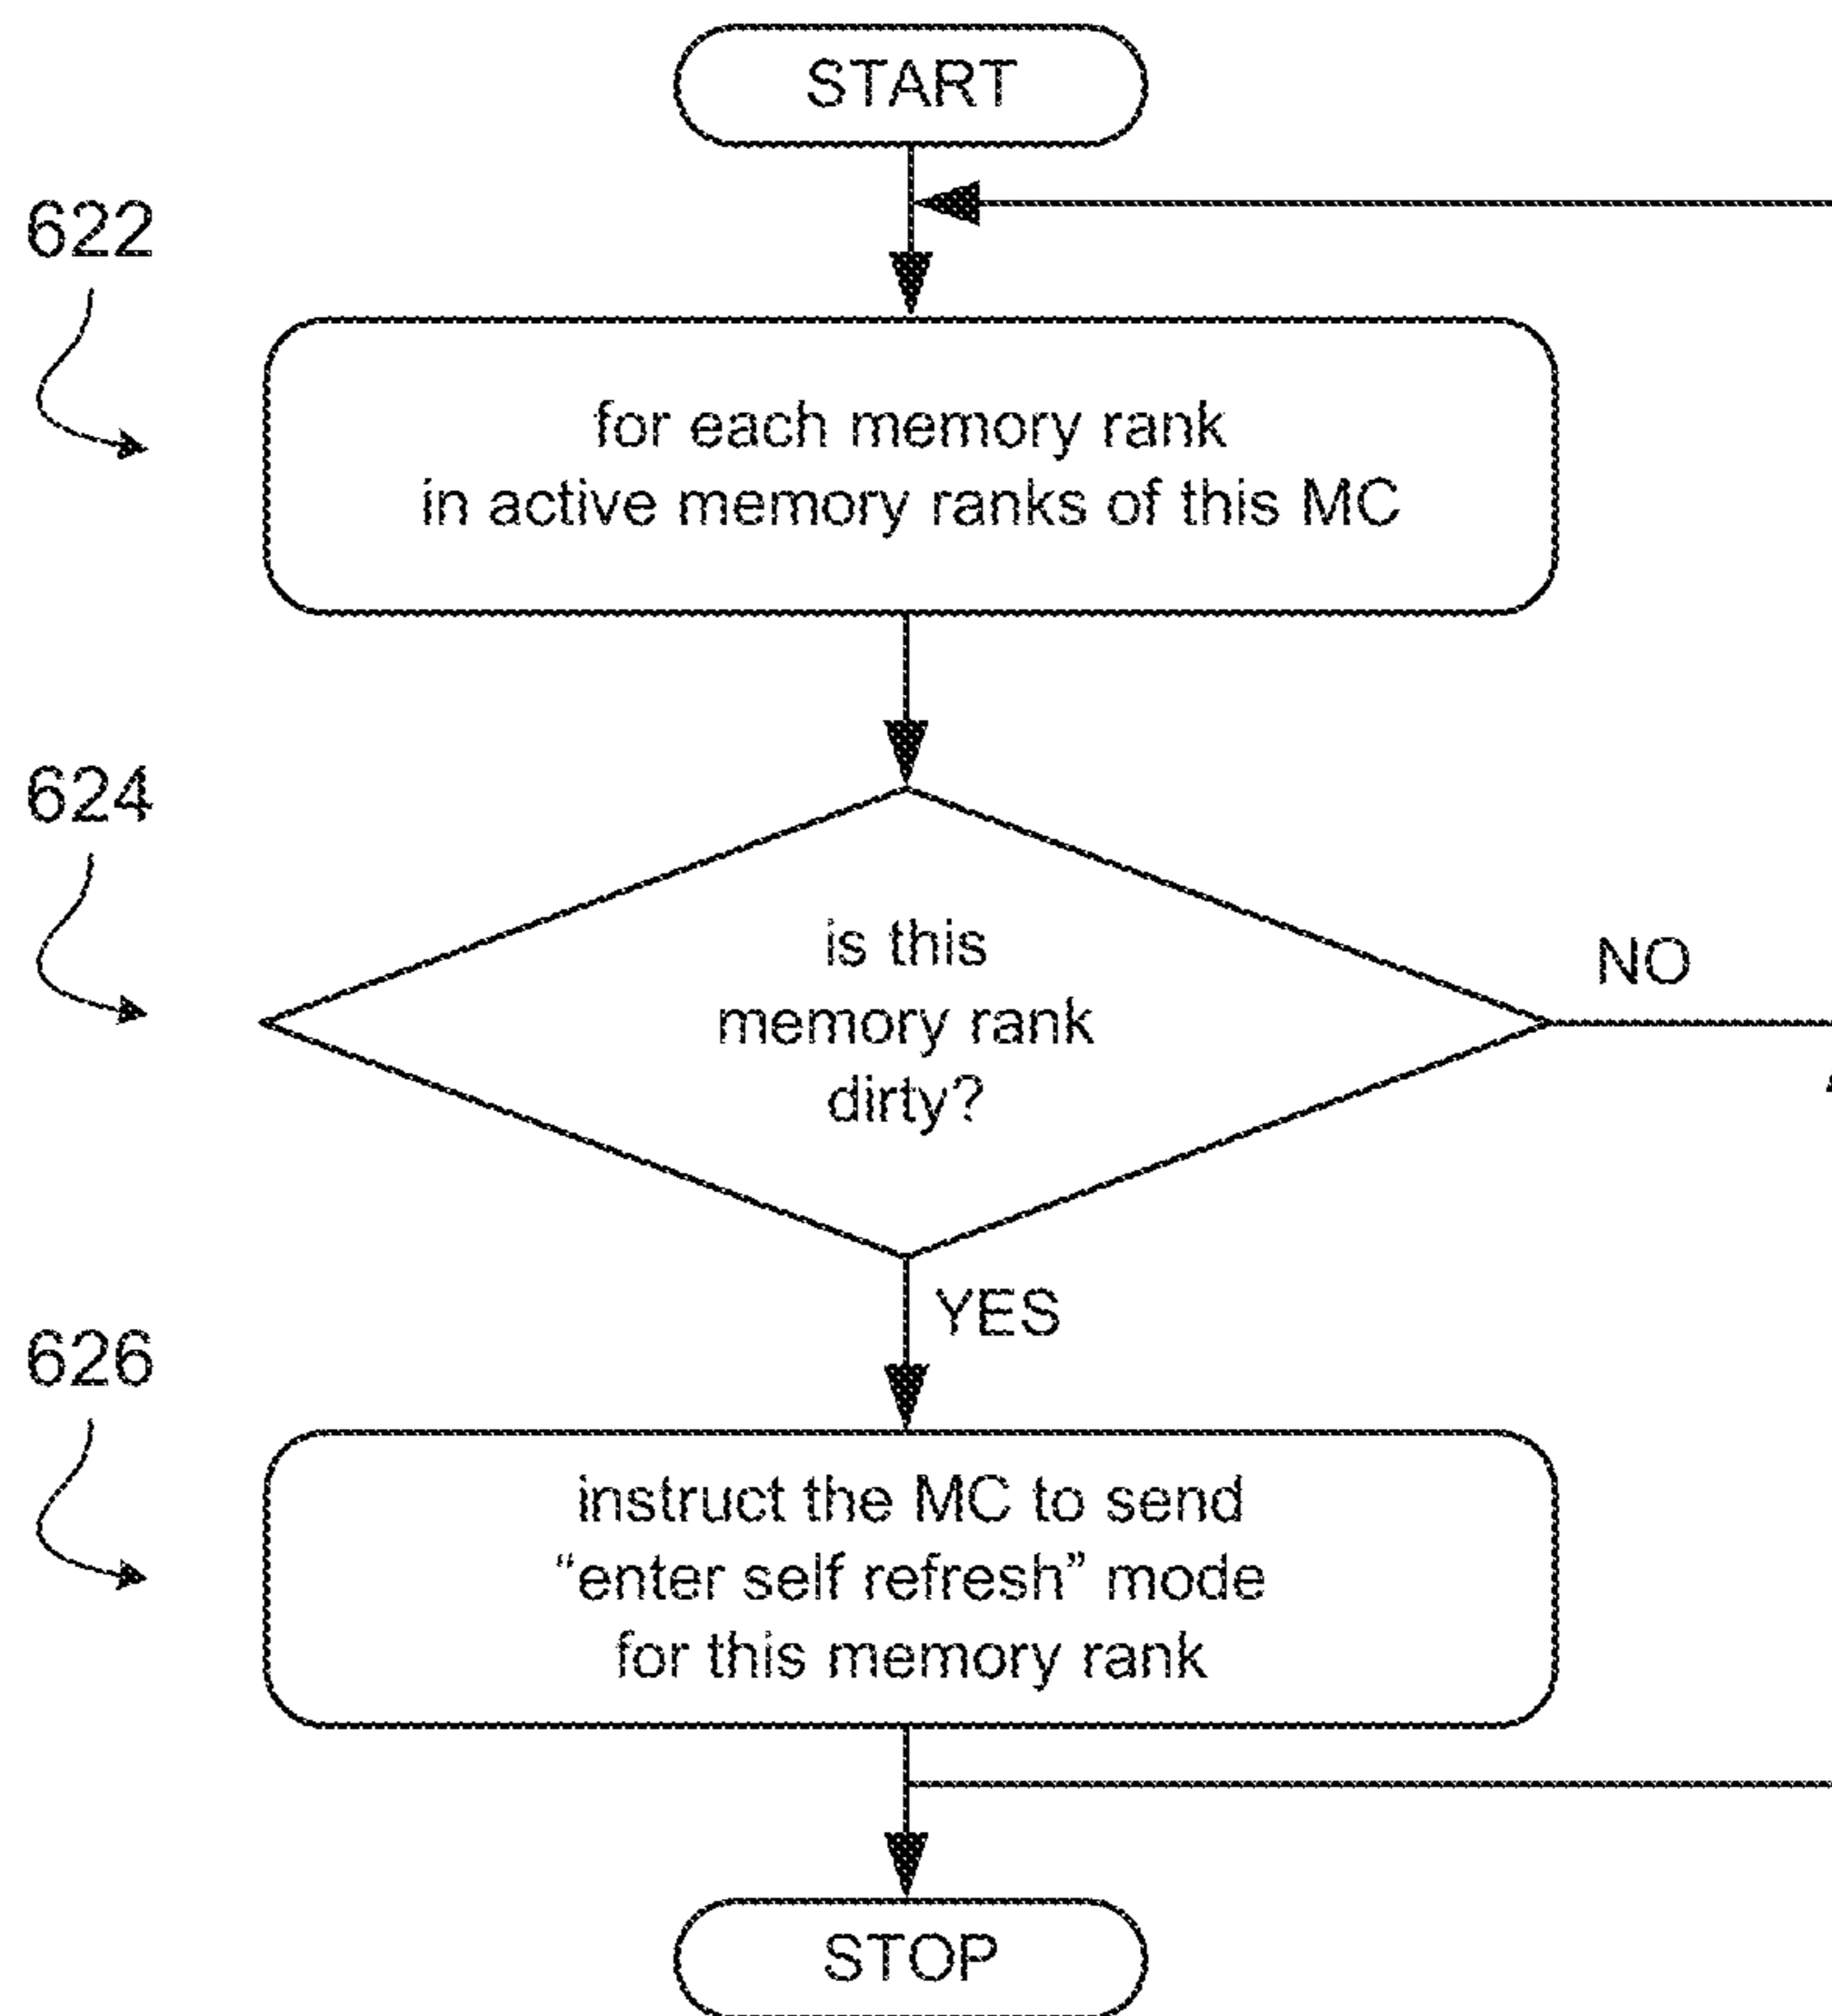 START
622
for each memory rank
in active memory ranks of this MC
624
is this
memory rank
dirty?
NO
YES
626
instruct the MC to send
“enter self refresh” mode
for this memory rank
STOP